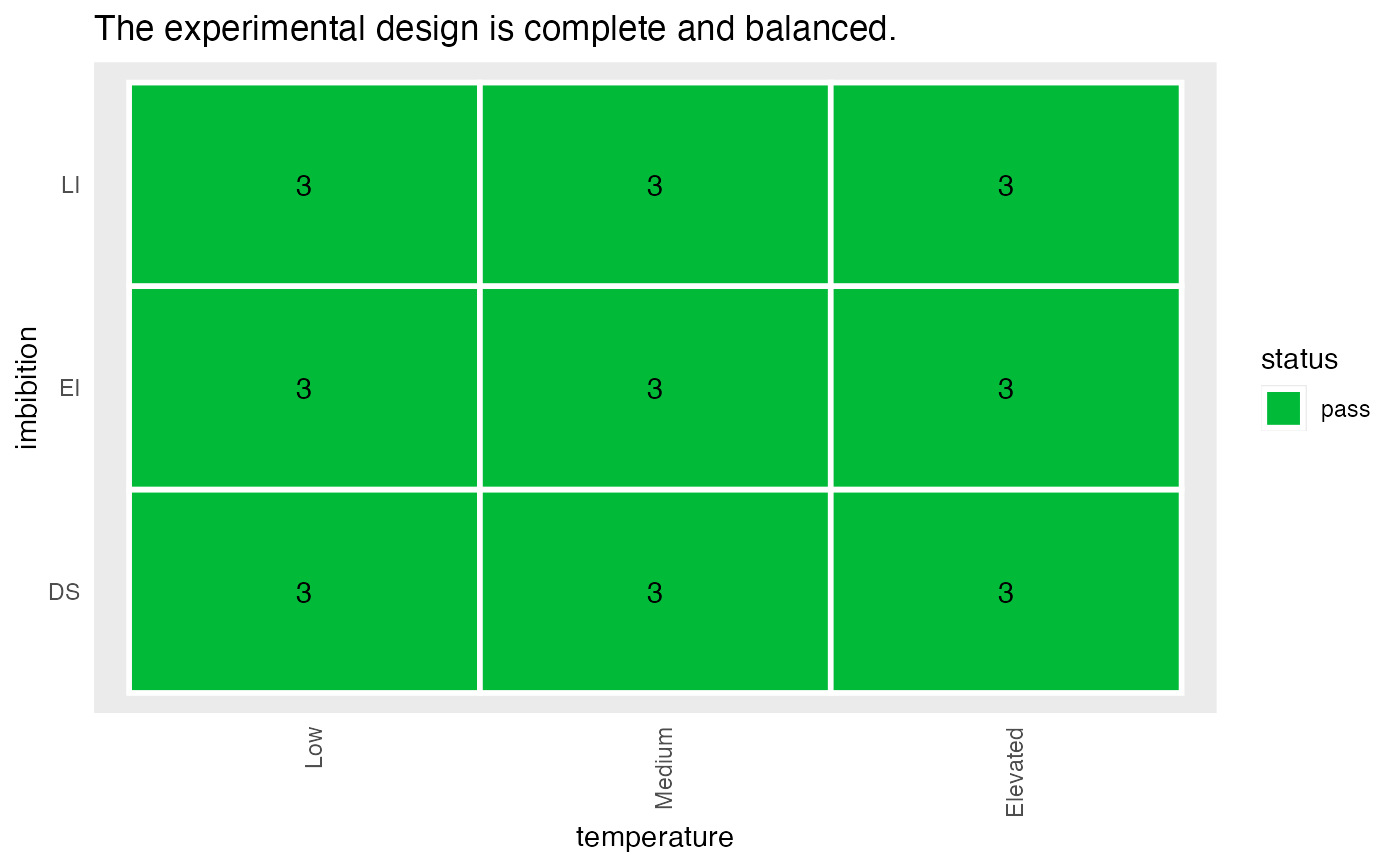 The experimental design is complete and balanced.
imbibition
LI
3 3 3
EI
3 3 3
DS
3 3 3
Low Medium Elevated
temperature
status
pass